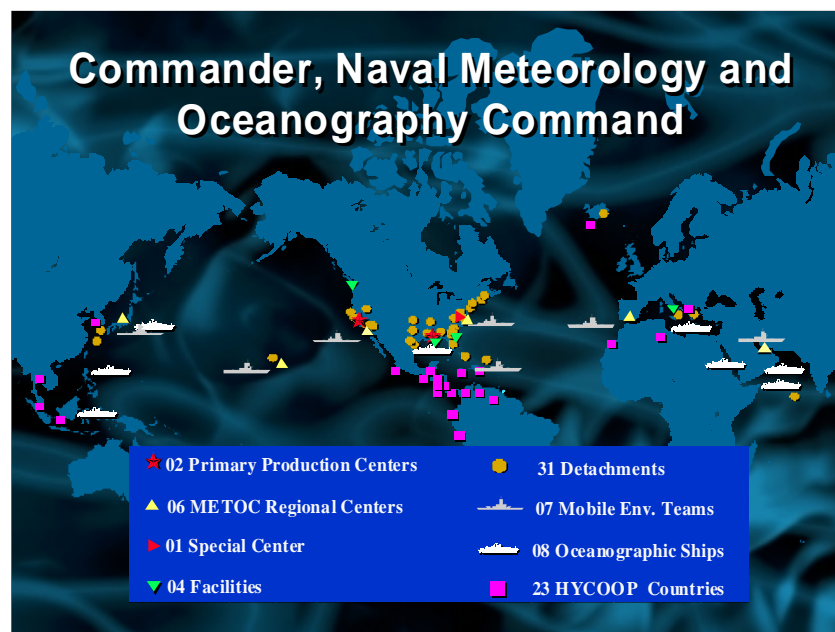 Commander, Naval Meteorology and
Oceanography Command
02 Primary Production Centers
06 METOC Regional Centers
01 Special Center
04 Facilities
31 Detachments
07 Mobile Env. Teams
08 Oceanographic Ships
23 HYCOOP Countries